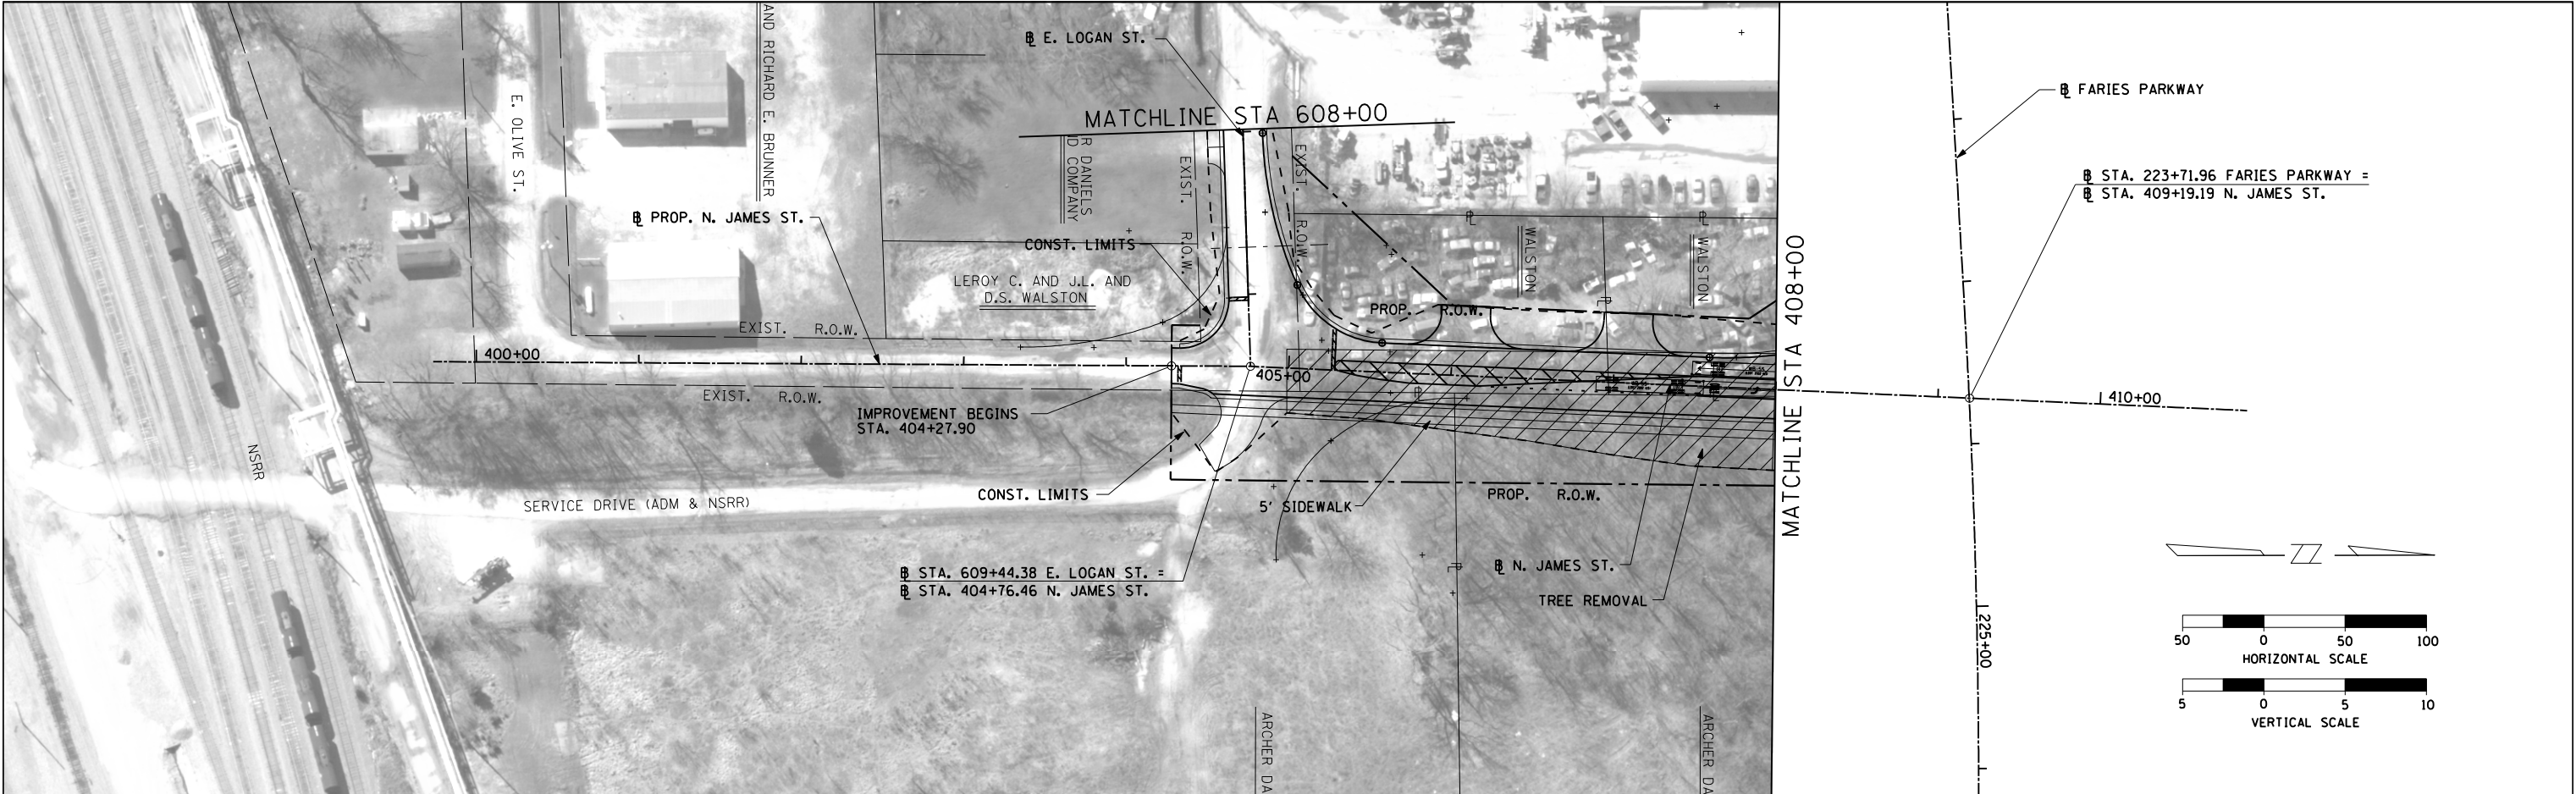 ℄ E. LOGAN ST.
MATCHLINE STA 608+00
AND RICHARD E. BRUNNER
E. OLIVE ST.
℄ PROP. N. JAMES ST.
R DANIELS
ID COMPANY
EXIST. R.O.W.
EXIST. R.O.W.
CONST. LIMITS
LEROY C. AND J.L. AND
D.S. WALSTON
WALSTON
WALSTON
PROP. R.O.W.
EXIST. R.O.W.
400+00
405+00
EXIST. R.O.W.
IMPROVEMENT BEGINS
STA. 404+27.90
NSRR
SERVICE DRIVE (ADM & NSRR)
CONST. LIMITS
5' SIDEWALK
PROP. R.O.W.
℄ STA. 609+44.38 E. LOGAN ST. =
℄ STA. 404+76.46 N. JAMES ST.
℄ N. JAMES ST.
TREE REMOVAL
ARCHER DA
ARCHER DA
MATCHLINE STA 408+00
℄ FARIES PARKWAY
℄ STA. 223+71.96 FARIES PARKWAY =
℄ STA. 409+19.19 N. JAMES ST.
410+00
225+00
50 0 50 100
HORIZONTAL SCALE
5 0 5 10
VERTICAL SCALE